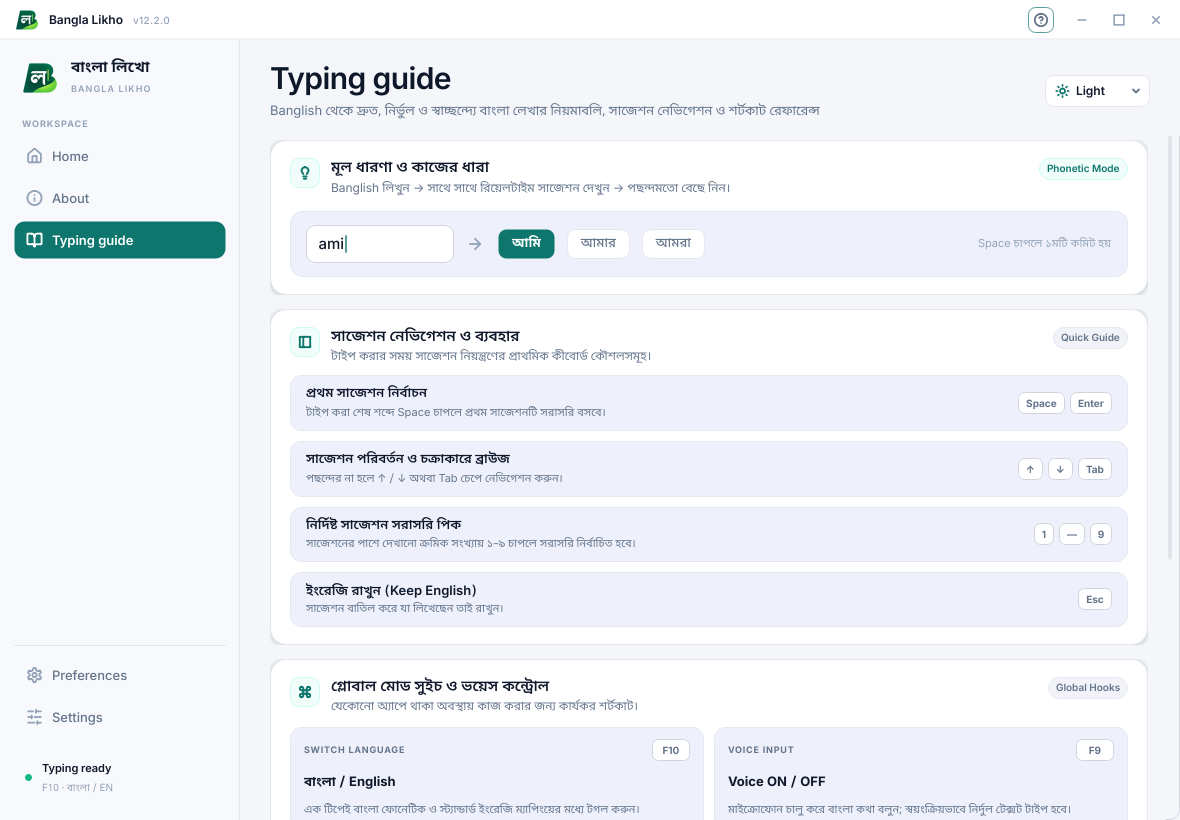 Bangla Likho v12.2.0
বাংলা লিখো
BANGLA LIKHO
WORKSPACE
Home
About
Typing guide
Preferences
Settings
Typing ready
F10 · বাংলা / EN
Typing guide
Banglish থেকে দ্রুত, নির্ভুল ও স্বাচ্ছন্দ্যে বাংলা লেখার নিয়মাবলি, সাজেশন নেভিগেশন ও শর্টকাট রেফারেন্স
Light
মূল ধারণা ও কাজের ধারা
Banglish লিখুন → সাথে সাথে রিয়েলটাইম সাজেশন দেখুন → পছন্দমতো বেছে নিন।
Phonetic Mode
ami → আমি আমার আমরা
Space চাপলে ১মটি কমিট হয়
সাজেশন নেভিগেশন ও ব্যবহার
টাইপ করার সময় সাজেশন নিয়ন্ত্রণের প্রাথমিক কীবোর্ড কৌশলসমূহ।
Quick Guide
প্রথম সাজেশন নির্বাচন
টাইপ করা শেষ শব্দে Space চাপলে প্রথম সাজেশনটি সরাসরি বসবে।
Space Enter
সাজেশন পরিবর্তন ও চক্রাকারে ব্রাউজ
পছন্দের না হলে ↑ / ↓ অথবা Tab চেপে নেভিগেশন করুন।
↑ ↓ Tab
নির্দিষ্ট সাজেশন সরাসরি পিক
সাজেশনের পাশে দেখানো ক্রমিক সংখ্যায় ১-৯ চাপলে সরাসরি নির্বাচিত হবে।
1 — 9
ইংরেজি রাখুন (Keep English)
সাজেশন বাতিল করে যা লিখেছেন তাই রাখুন।
Esc
গ্লোবাল মোড সুইচ ও ভয়েস কন্ট্রোল
যেকোনো অ্যাপে থাকা অবস্থায় কাজ করার জন্য কার্যকর শর্টকাট।
Global Hooks
SWITCH LANGUAGE F10
বাংলা / English
এক টিপেই বাংলা ফোনেটিক ও স্ট্যান্ডার্ড ইংরেজি ম্যাপিংয়ের মধ্যে টগল করুন।
VOICE INPUT F9
Voice ON / OFF
মাইক্রোফোন চালু করে বাংলা কথা বলুন; স্বয়ংক্রিয়ভাবে নির্দুল টেক্সট টাইপ হবে।